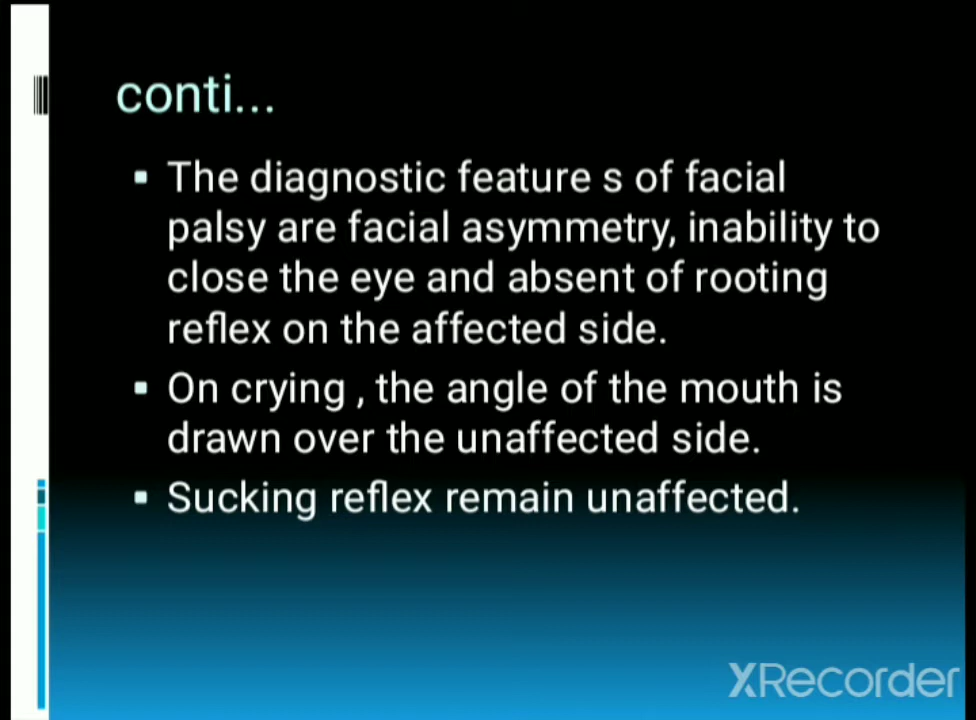 conti...
▪ The diagnostic feature s of facial
palsy are facial asymmetry, inability to
close the eye and absent of rooting
reflex on the affected side.
▪ On crying , the angle of the mouth is
drawn over the unaffected side.
▪ Sucking reflex remain unaffected.
XRecorder